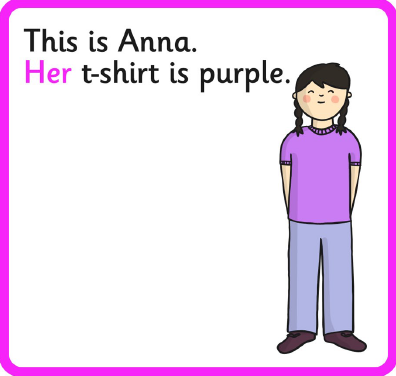 This is Anna.
Her t-shirt is purple.